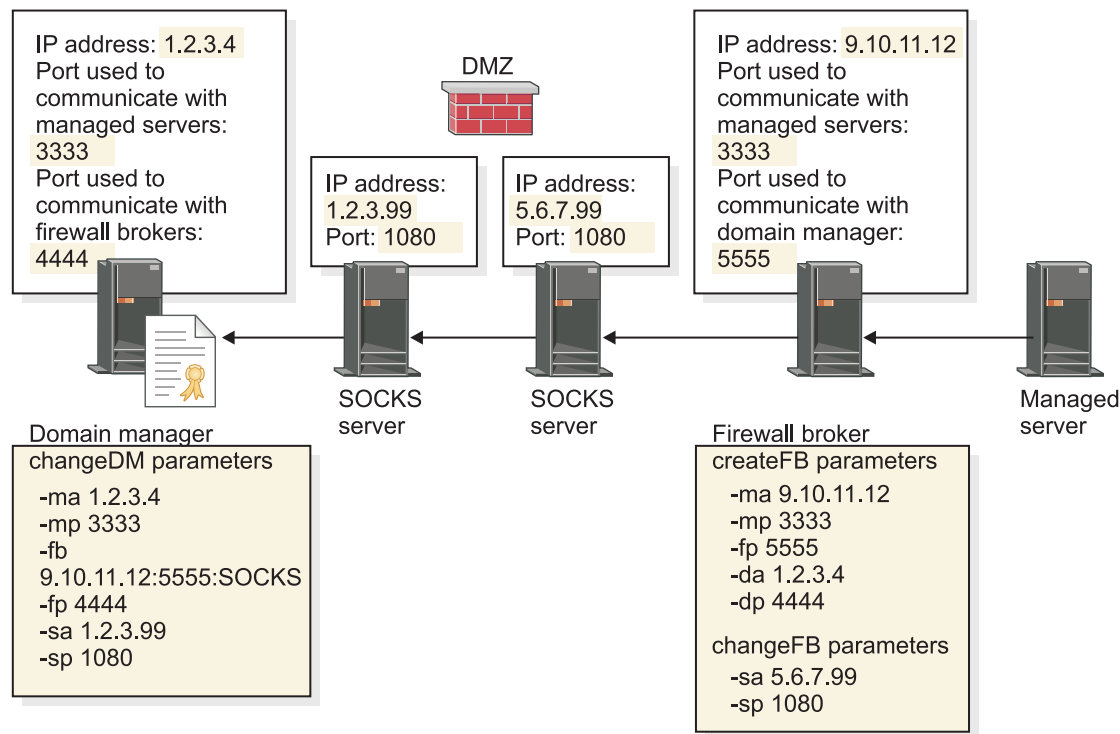 IP address: 1.2.3.4
Port used to
communicate with
managed servers:
3333
Port used to
communicate with
firewall brokers:
4444
DMZ
IP address:
1.2.3.99
Port: 1080
IP address:
5.6.7.99
Port: 1080
IP address: 9.10.11.12
Port used to
communicate with
managed servers:
3333
Port used to
communicate with
domain manager:
5555
SOCKS
server
SOCKS
server
Managed
server
Domain manager
changeDM parameters
-ma 1.2.3.4
-mp 3333
-fb
9.10.11.12:5555:SOCKS
-fp 4444
-sa 1.2.3.99
-sp 1080
Firewall broker
createFB parameters
-ma 9.10.11.12
-mp 3333
-fp 5555
-da 1.2.3.4
-dp 4444
changeFB parameters
-sa 5.6.7.99
-sp 1080